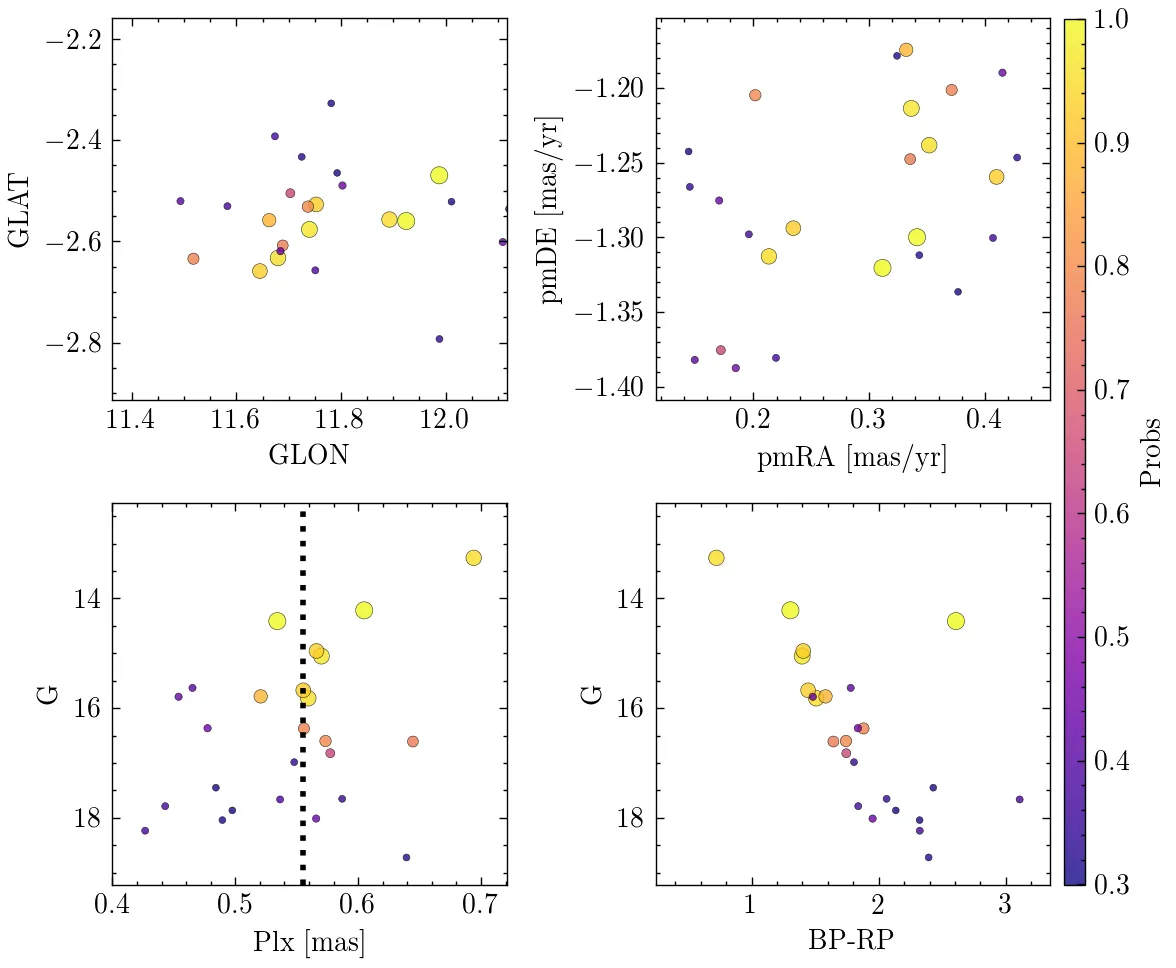 −2.2
−2.4
−2.6
−2.8
GLAT
11.4 11.6 11.8 12.0
GLON
−1.20
−1.25
−1.30
−1.35
−1.40
pmDE [mas/yr]
0.2 0.3 0.4
pmRA [mas/yr]
14
16
18
G
0.4 0.5 0.6 0.7
Plx [mas]
14
16
18
G
1 2 3
BP-RP
1.0
0.9
0.8
0.7
0.6
0.5
0.4
0.3
Probs